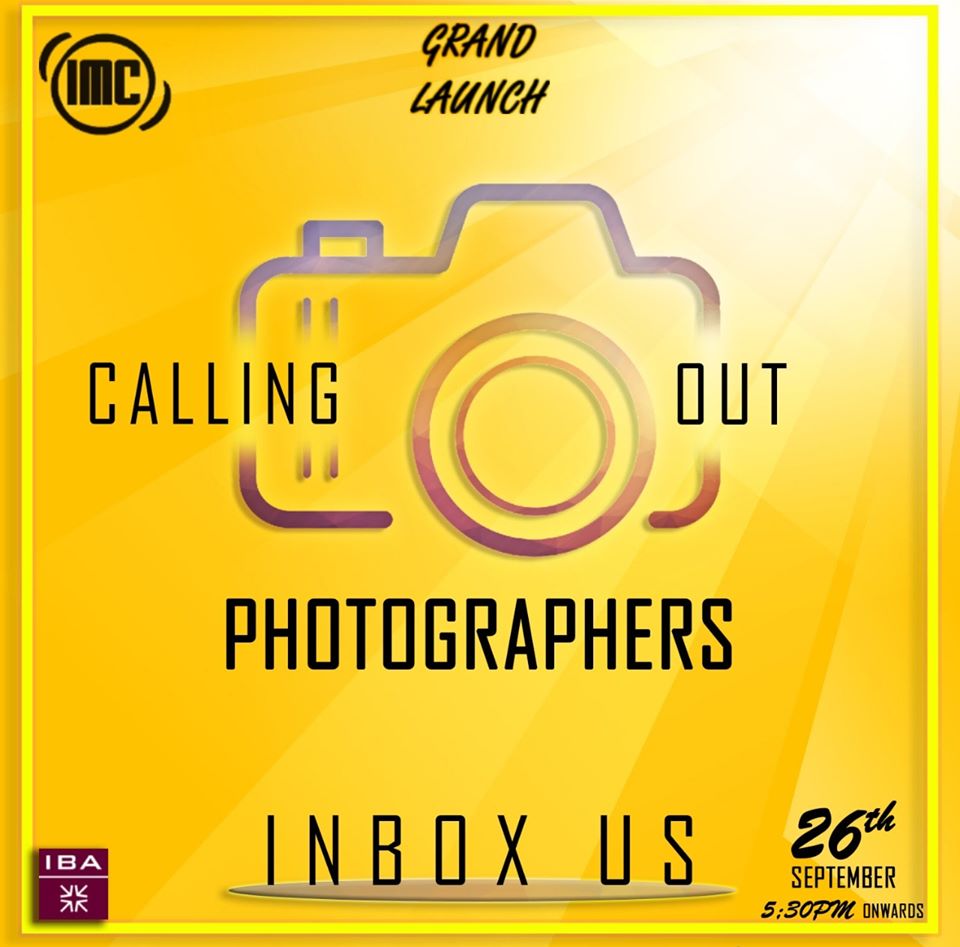 IMC
GRAND
LAUNCH
CALLING OUT
PHOTOGRAPHERS
INBOX US
IBA
26th
SEPTEMBER
5:30PM ONWARDS